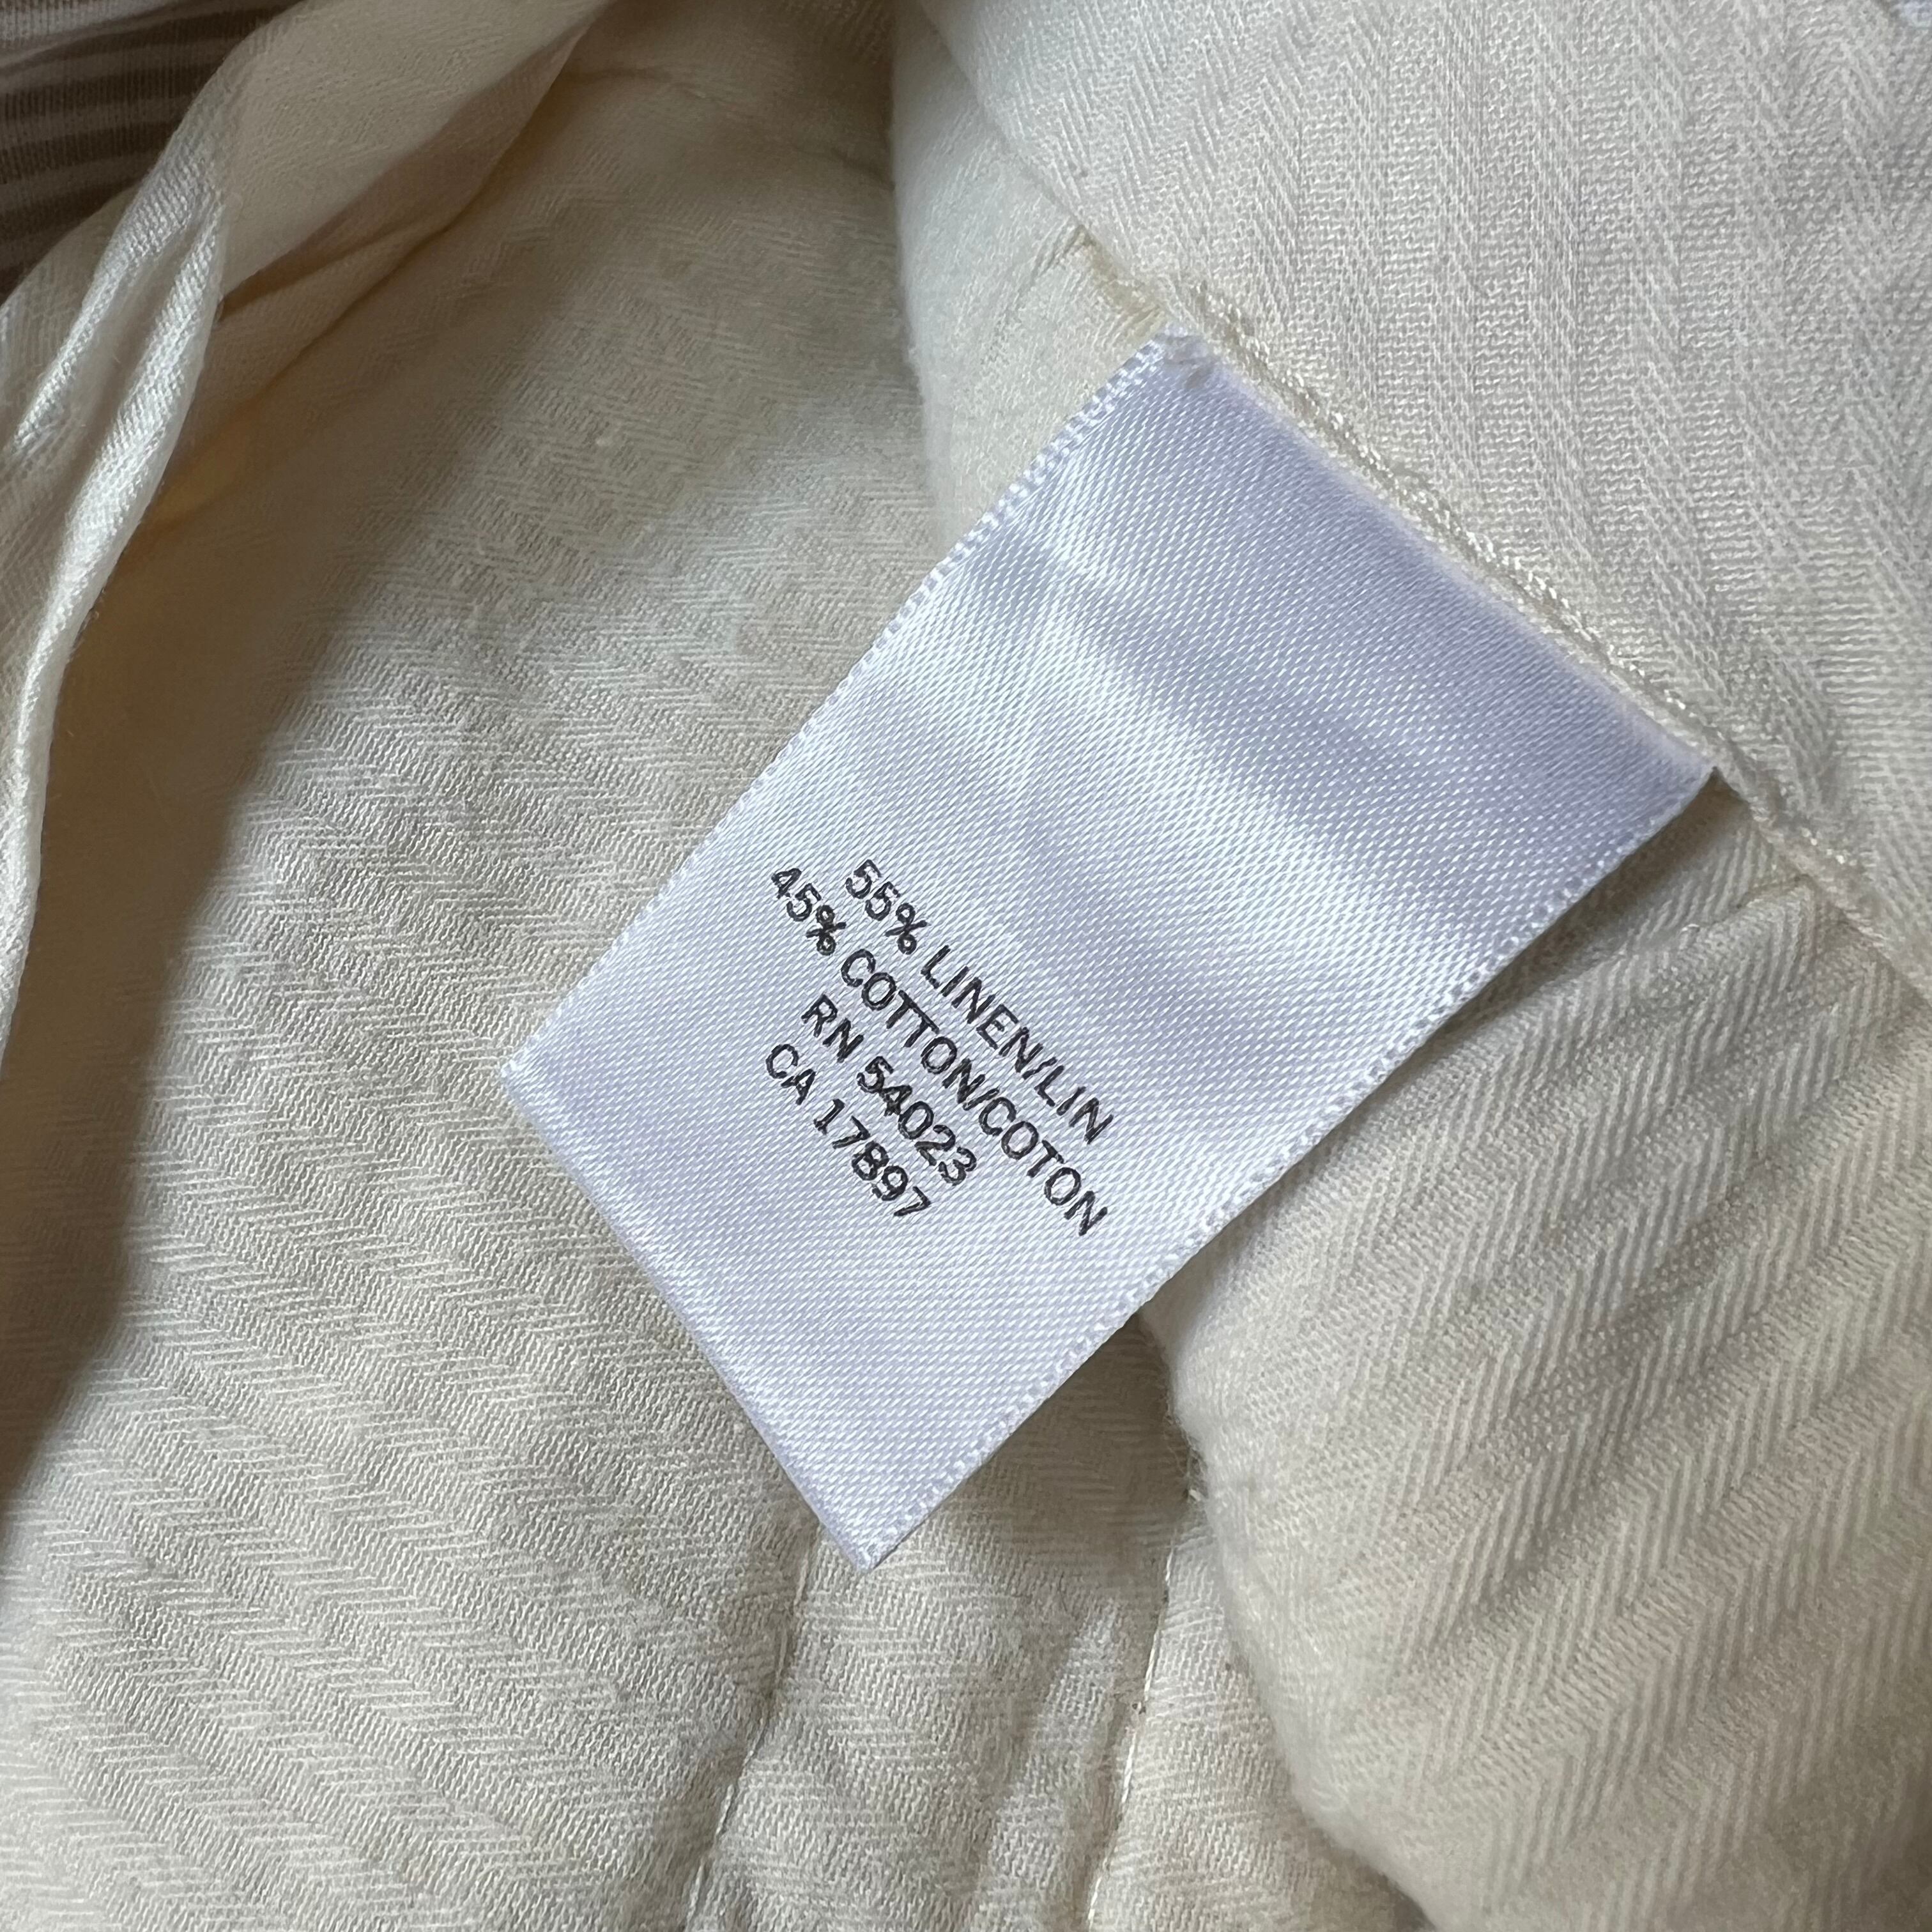 55% LINEN/LIN
45% COTTON/COTON
RN 54023
CA 17897